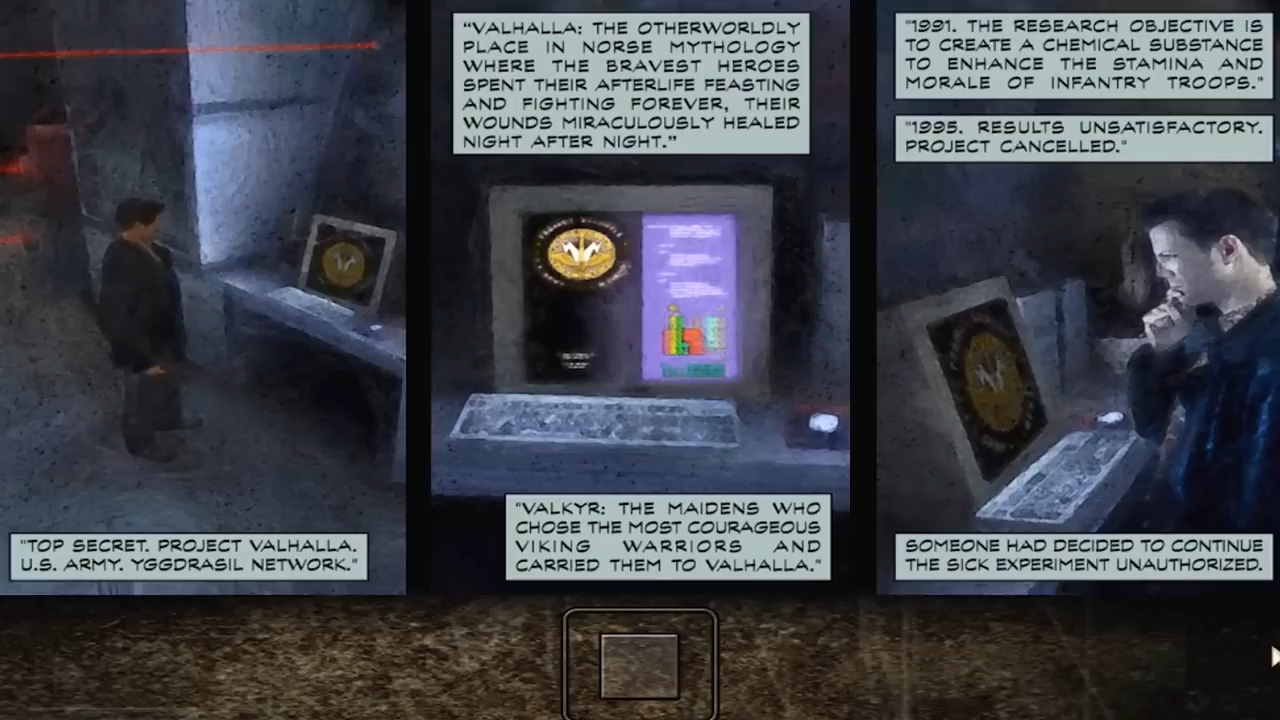 "TOP SECRET. PROJECT VALHALLA.
U.S. ARMY. YGGDRASIL NETWORK."
"VALHALLA: THE OTHERWORLDLY
PLACE IN NORSE MYTHOLOGY
WHERE THE BRAVEST HEROES
SPENT THEIR AFTERLIFE FEASTING
AND FIGHTING FOREVER, THEIR
WOUNDS MIRACULOUSLY HEALED
NIGHT AFTER NIGHT."
"VALKYR: THE MAIDENS WHO
CHOSE THE MOST COURAGEOUS
VIKING WARRIORS AND
CARRIED THEM TO VALHALLA."
"1991. THE RESEARCH OBJECTIVE IS
TO CREATE A CHEMICAL SUBSTANCE
TO ENHANCE THE STAMINA AND
MORALE OF INFANTRY TROOPS."
"1995. RESULTS UNSATISFACTORY.
PROJECT CANCELLED."
SOMEONE HAD DECIDED TO CONTINUE
THE SICK EXPERIMENT UNAUTHORIZED.